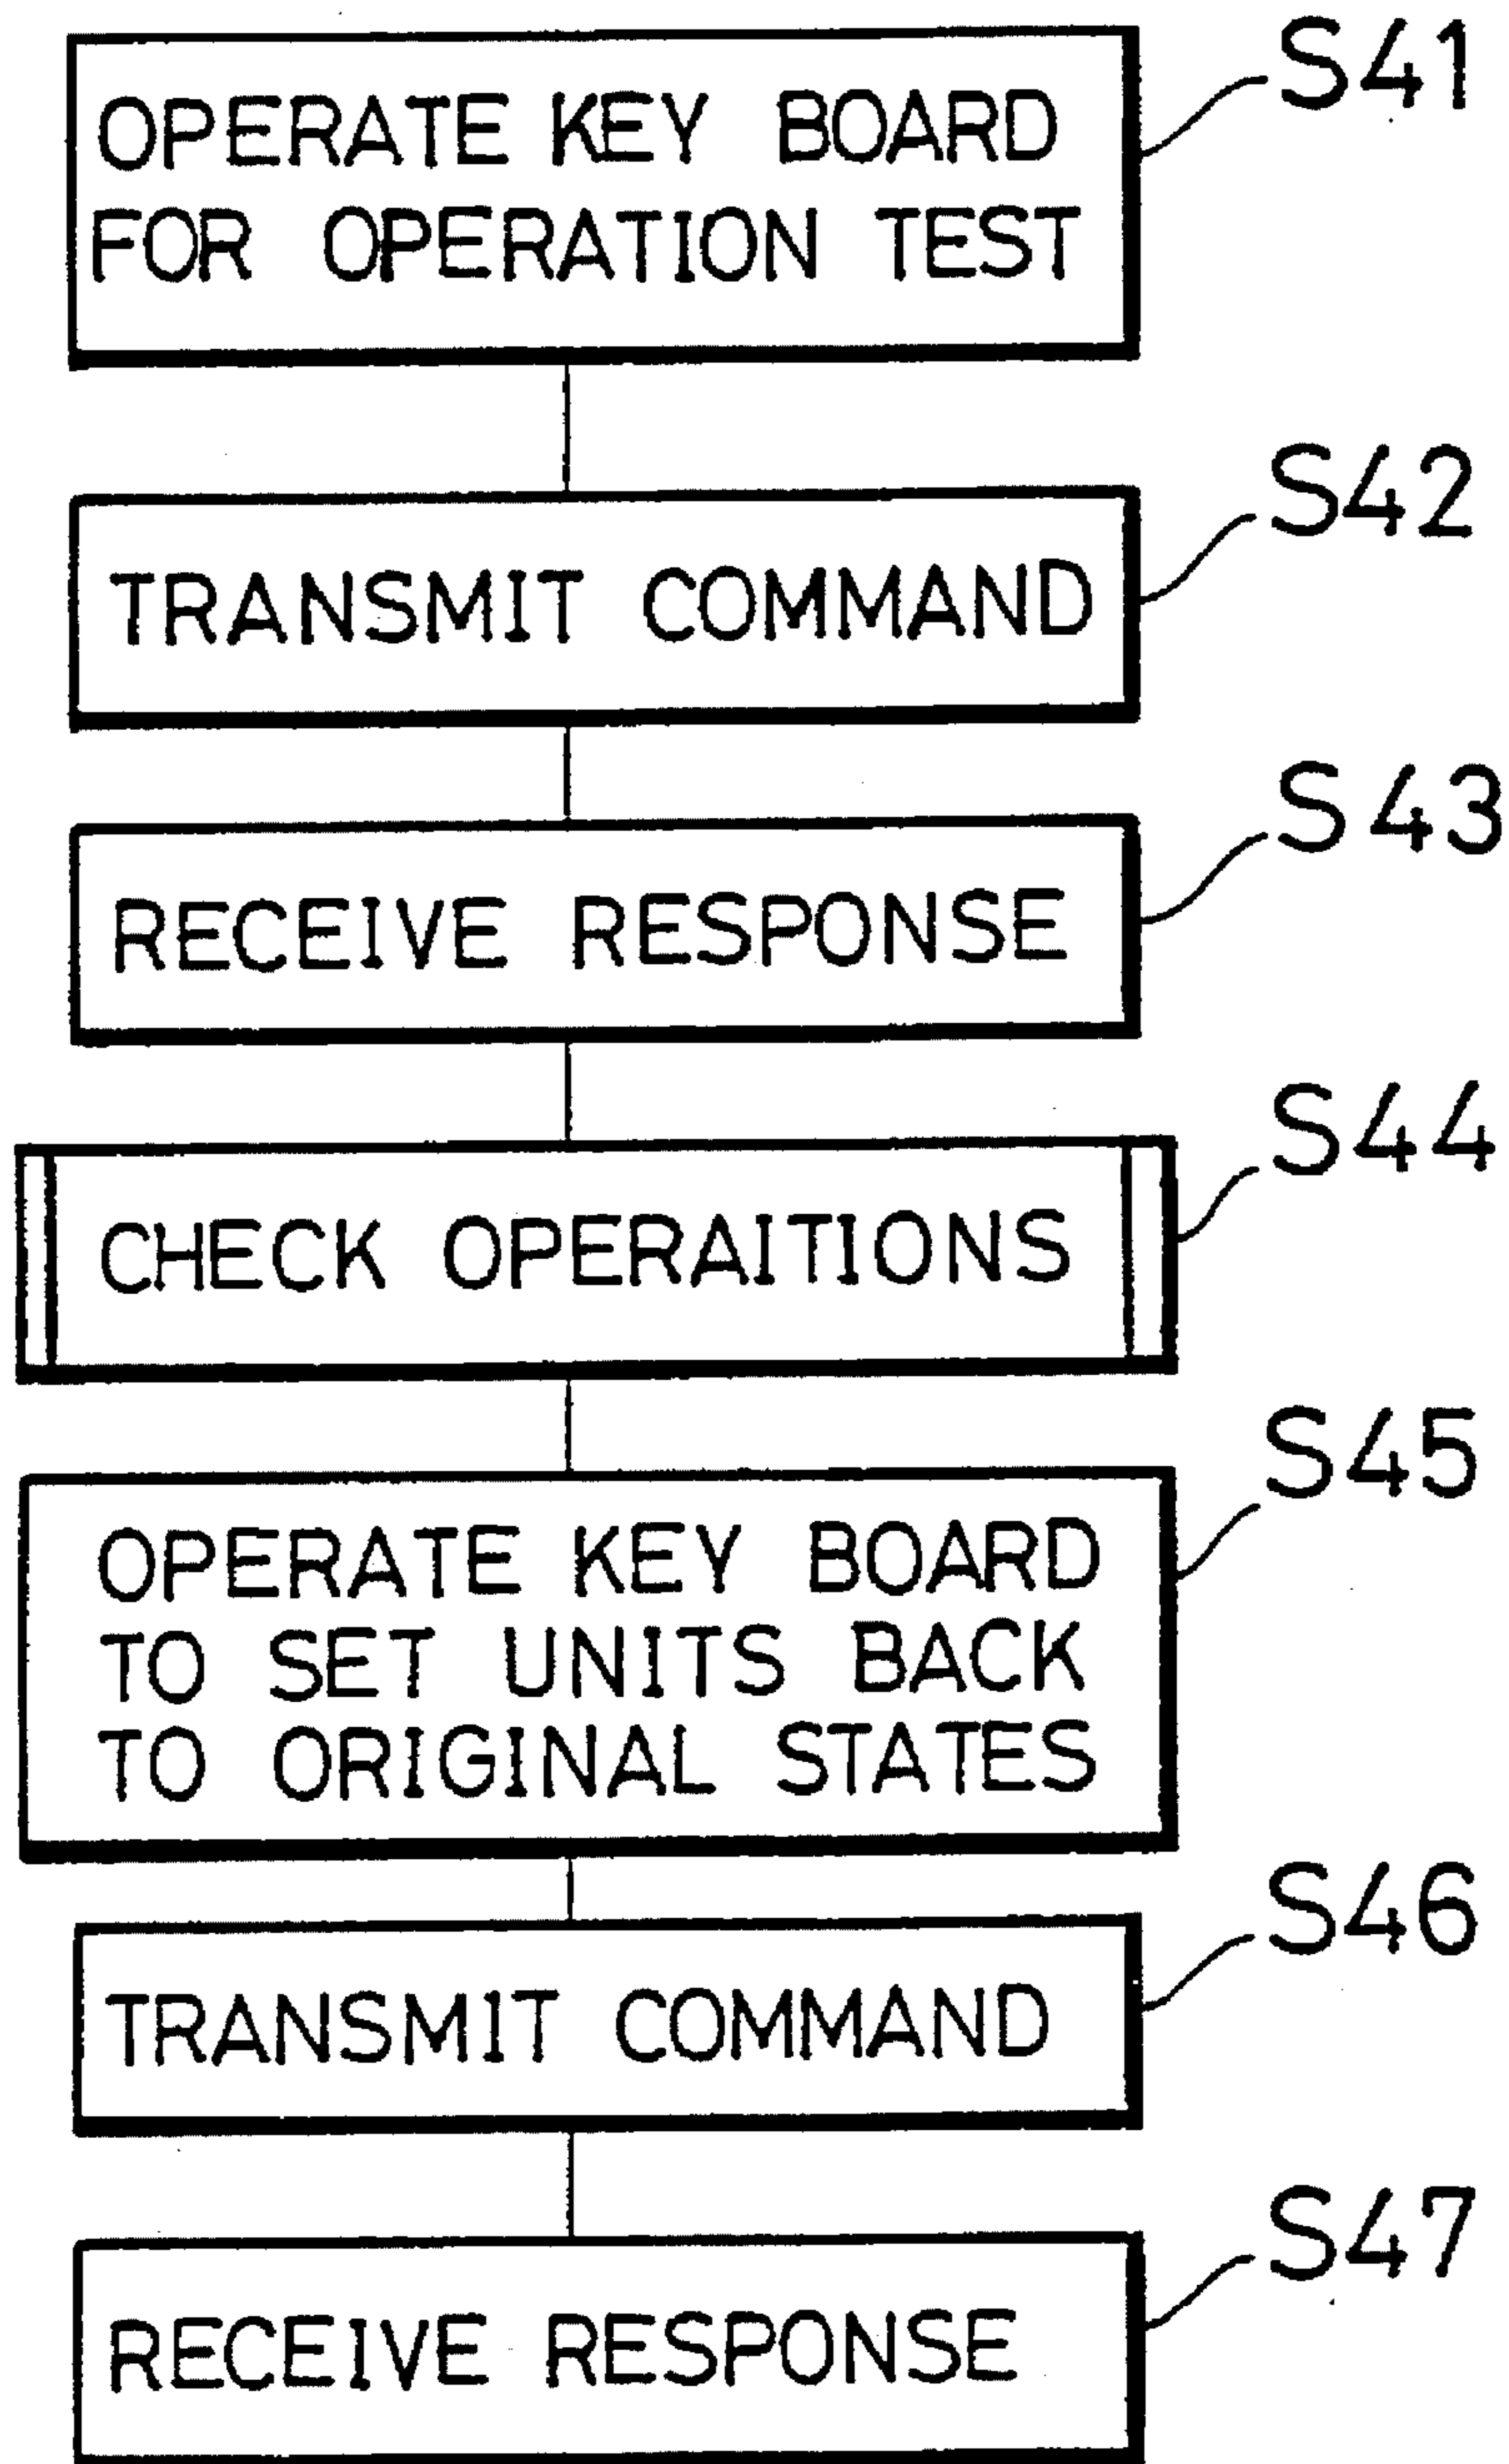 S41
OPERATE KEY BOARD
FOR OPERATION TEST
S42
TRANSMIT COMMAND
S43
RECEIVE RESPONSE
S44
CHECK OPERAITIONS
S45
OPERATE KEY BOARD
TO SET UNITS BACK
TO ORIGINAL STATES
S46
TRANSMIT COMMAND
S47
RECEIVE RESPONSE